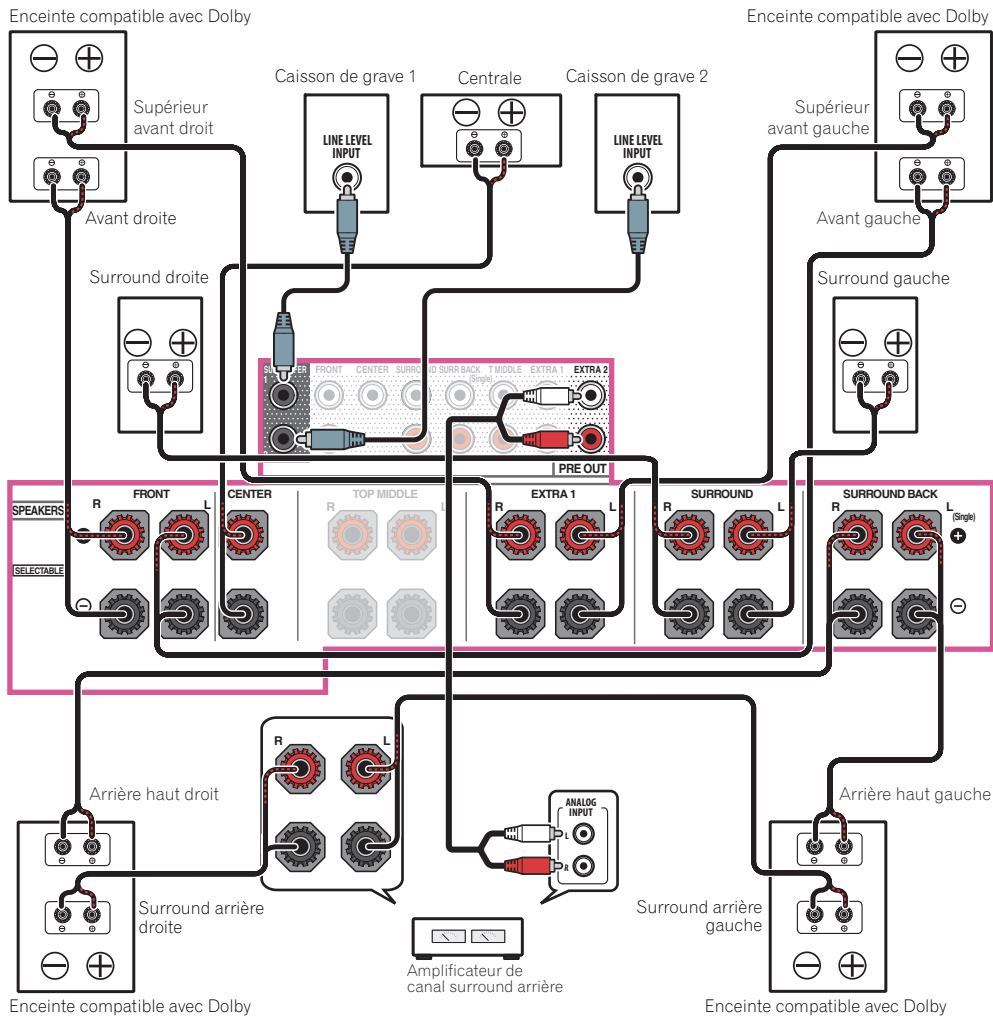 Enceinte compatible avec Dolby
Enceinte compatible avec Dolby
Caisson de grave 1
Centrale
Caisson de grave 2
Supérieur
avant droit
Supérieur
avant gauche
LINE LEVEL
INPUT
LINE LEVEL
INPUT
Avant droite
Avant gauche
Surround droite
Surround gauche
1
FRONT
CENTER
SURROUND
SURR BACK
(Single)
T MIDDLE
EXTRA 1
EXTRA 2
PRE OUT
SPEAKERS
FRONT
R
L
CENTER
TOP MIDDLE
R
L
EXTRA 1
R
L
SURROUND
R
L
SURROUND BACK
R
L
(Single)
SELECTABLE
R
L
Arrière haut droit
Arrière haut gauche
ANALOG
INPUT
L
R
Surround arrière
droite
Surround arrière
gauche
Amplificateur de
canal surround arrière
Enceinte compatible avec Dolby
Enceinte compatible avec Dolby